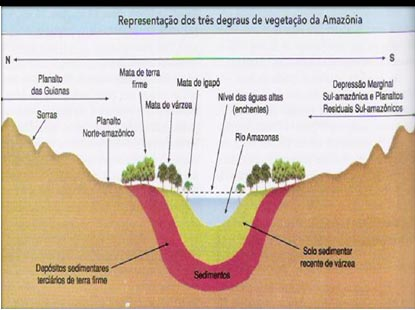 Representação dos três degraus de vegetação da Amazônia
N
S
Planalto
das Guianas
Mata de terra
firme
Mata de igapó
Depressão Marginal
Sul-amazônica e Planaltos
Residuais Sul-amazônicos
Serras
Mata de várzea
Nível das águas altas
(enchentes)
Planalto
Norte-amazônico
Rio Amazonas
Depósitos sedimentares
terciários de terra firme
Sedimentos
Solo sedimentar
recente de várzea